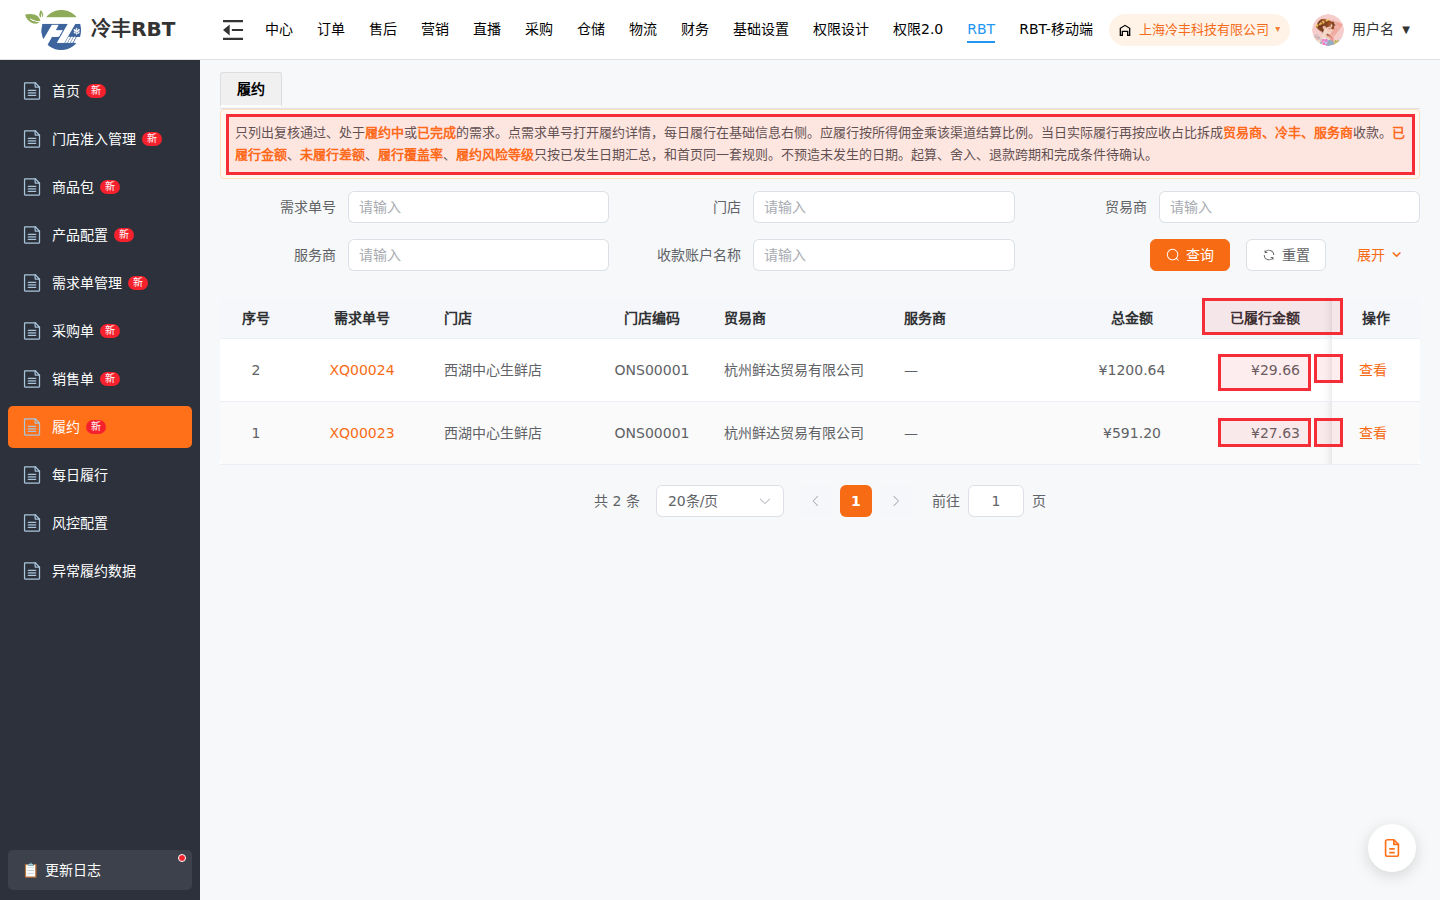 冷丰RBT
中心 订单 售后 营销 直播 采购 仓储 物流 财务 基础设置 权限设计 权限2.0 RBT RBT-移动端 上海冷丰科技有限公司 ▾ 用户名 ▼
首页 新
门店准入管理 新
商品包 新
产品配置 新
需求单管理 新
采购单 新
销售单 新
履约 新
每日履行
风控配置
异常履约数据
更新日志
履约
只列出复核通过、处于履约中或已完成的需求。点需求单号打开履约详情，每日履行在基础信息右侧。应履行按所得佣金乘该渠道结算比例。当日实际履行再按应收占比拆成贸易商、冷丰、服务商收款。已
履行金额、未履行差额、履行覆盖率、履约风险等级只按已发生日期汇总，和首页同一套规则。不预造未发生的日期。起算、舍入、退款跨期和完成条件待确认。
需求单号 请输入 门店 请输入 贸易商 请输入
服务商 请输入 收款账户名称 请输入 查询 重置 展开
序号 需求单号 门店 门店编码 贸易商 服务商 总金额 已履行金额 操作
2 XQ00024 西湖中心生鲜店 ONS00001 杭州鲜达贸易有限公司 — ¥1200.64 ¥29.66 查看
1 XQ00023 西湖中心生鲜店 ONS00001 杭州鲜达贸易有限公司 — ¥591.20 ¥27.63 查看
共 2 条 20条/页 1 前往 1 页